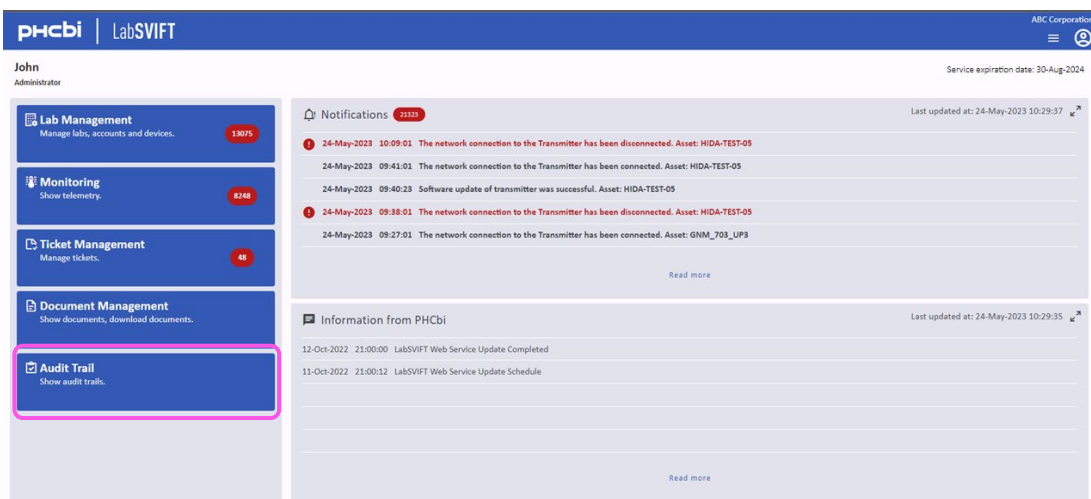 PHCbi | LabSVIFT
ABC Corporation
John
Administrator
Service expiration date: 30-Aug-2024
Lab Management
Manage labs, accounts and devices.
13075
Monitoring
Show telemetry.
8248
Ticket Management
Manage tickets.
48
Document Management
Show documents, download documents.
Audit Trail
Show audit trails.
Notifications 21323
Last updated at: 24-May-2023 10:29:37
24-May-2023 10:09:01 The network connection to the Transmitter has been disconnected. Asset: HIDA-TEST-05
24-May-2023 09:41:01 The network connection to the Transmitter has been connected. Asset: HIDA-TEST-05
24-May-2023 09:40:23 Software update of transmitter was successful. Asset: HIDA-TEST-05
24-May-2023 09:38:01 The network connection to the Transmitter has been disconnected. Asset: HIDA-TEST-05
24-May-2023 09:27:01 The network connection to the Transmitter has been connected. Asset: GNM_703_UP3
Read more
Information from PHCbi
Last updated at: 24-May-2023 10:29:35
12-Oct-2022 21:00:00 LabSVIFT Web Service Update Completed
11-Oct-2022 21:00:12 LabSVIFT Web Service Update Schedule
Read more